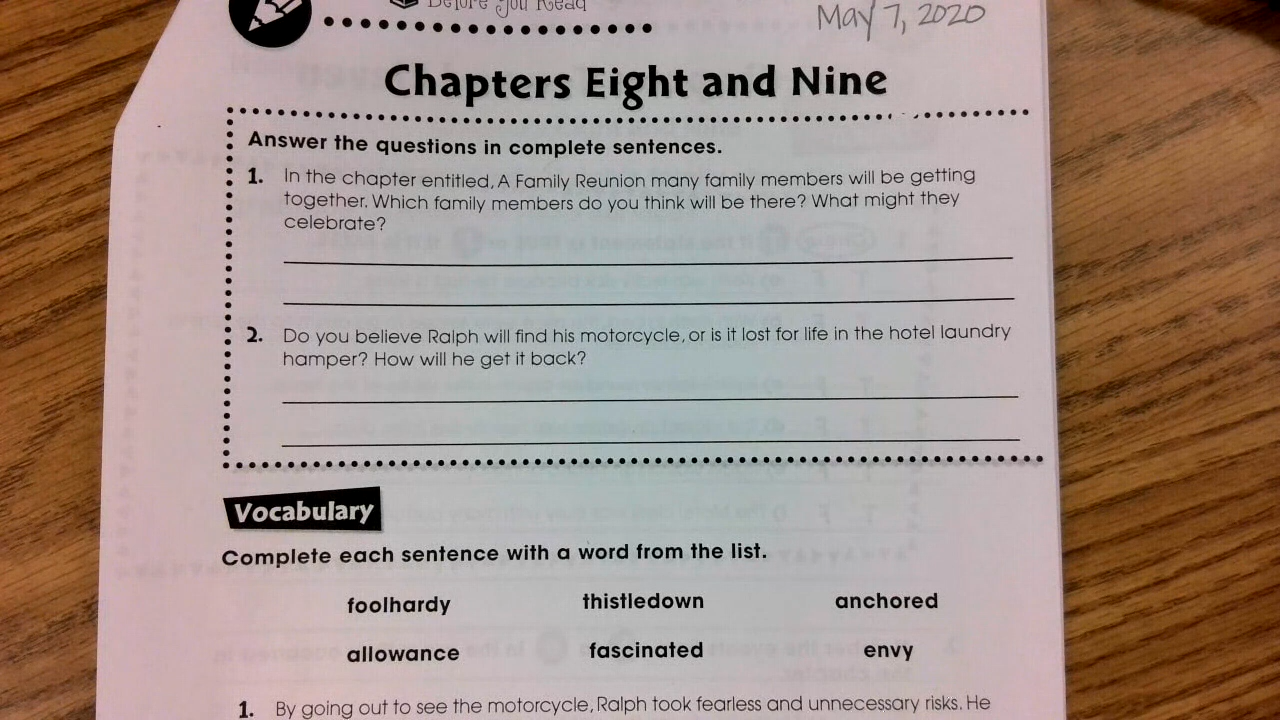 Before You Read
May 7, 2020
Chapters Eight and Nine
Answer the questions in complete sentences.
1. In the chapter entitled, A Family Reunion many family members will be getting
together. Which family members do you think will be there? What might they
celebrate?
2. Do you believe Ralph will find his motorcycle, or is it lost for life in the hotel laundry
hamper? How will he get it back?
Vocabulary
Complete each sentence with a word from the list.
foolhardy thistledown anchored
allowance fascinated envy
1. By going out to see the motorcycle, Ralph took fearless and unnecessary risks. He